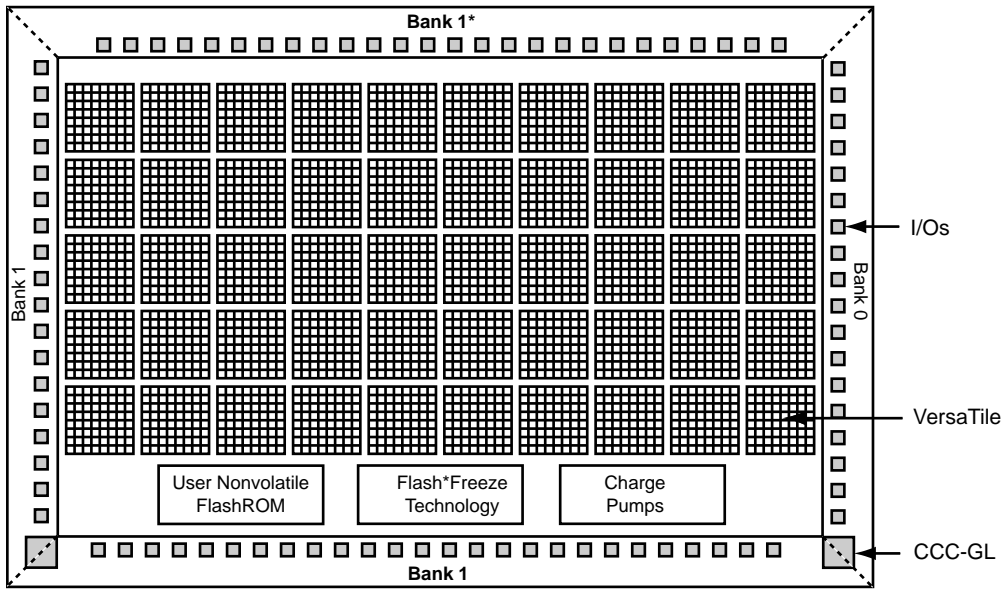 Bank 1*
I/Os
Bank 1
Bank 0
VersaTile
User Nonvolatile
FlashROM
Flash*Freeze
Technology
Charge
Pumps
CCC-GL
Bank 1